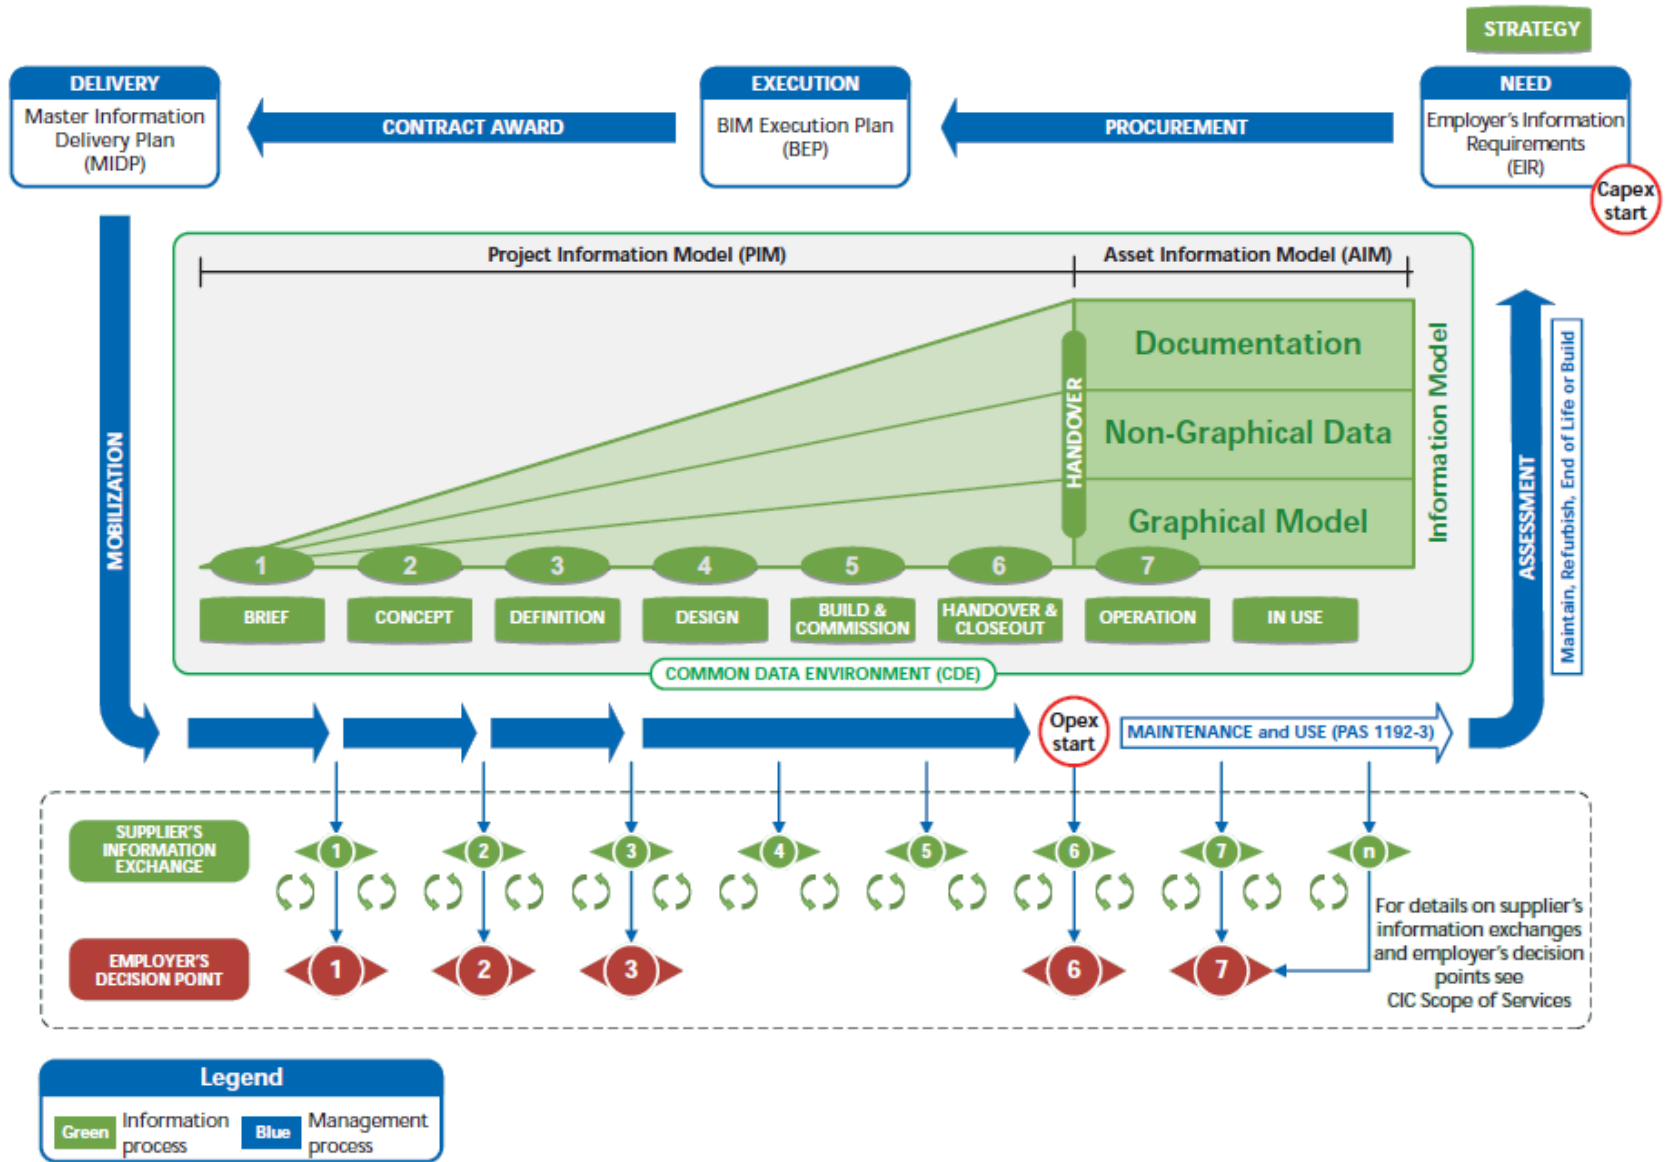 STRATEGY
DELIVERY
Master Information
Delivery Plan
(MIDP)
CONTRACT AWARD
EXECUTION
BIM Execution Plan
(BEP)
PROCUREMENT
NEED
Employer's Information
Requirements
(EIR)
Capex
start
Project Information Model (PIM)
Asset Information Model (AIM)
Documentation
Non-Graphical Data
Graphical Model
HANDOVER
Information Model
MOBILIZATION
ASSESSMENT
Maintain, Refurbish, End of Life or Build
1
2
3
4
5
6
7
BRIEF
CONCEPT
DEFINITION
DESIGN
BUILD &
COMMISSION
HANDOVER &
CLOSEOUT
OPERATION
IN USE
COMMON DATA ENVIRONMENT (CDE)
Opex
start
MAINTENANCE and USE (PAS 1192-3)
SUPPLIER'S
INFORMATION
EXCHANGE
1
2
3
4
5
6
7
n
For details on supplier's
information exchanges
and employer's decision
points see
CIC Scope of Services
EMPLOYER'S
DECISION POINT
1
2
3
6
7
Legend
Green
Information
process
Blue
Management
process